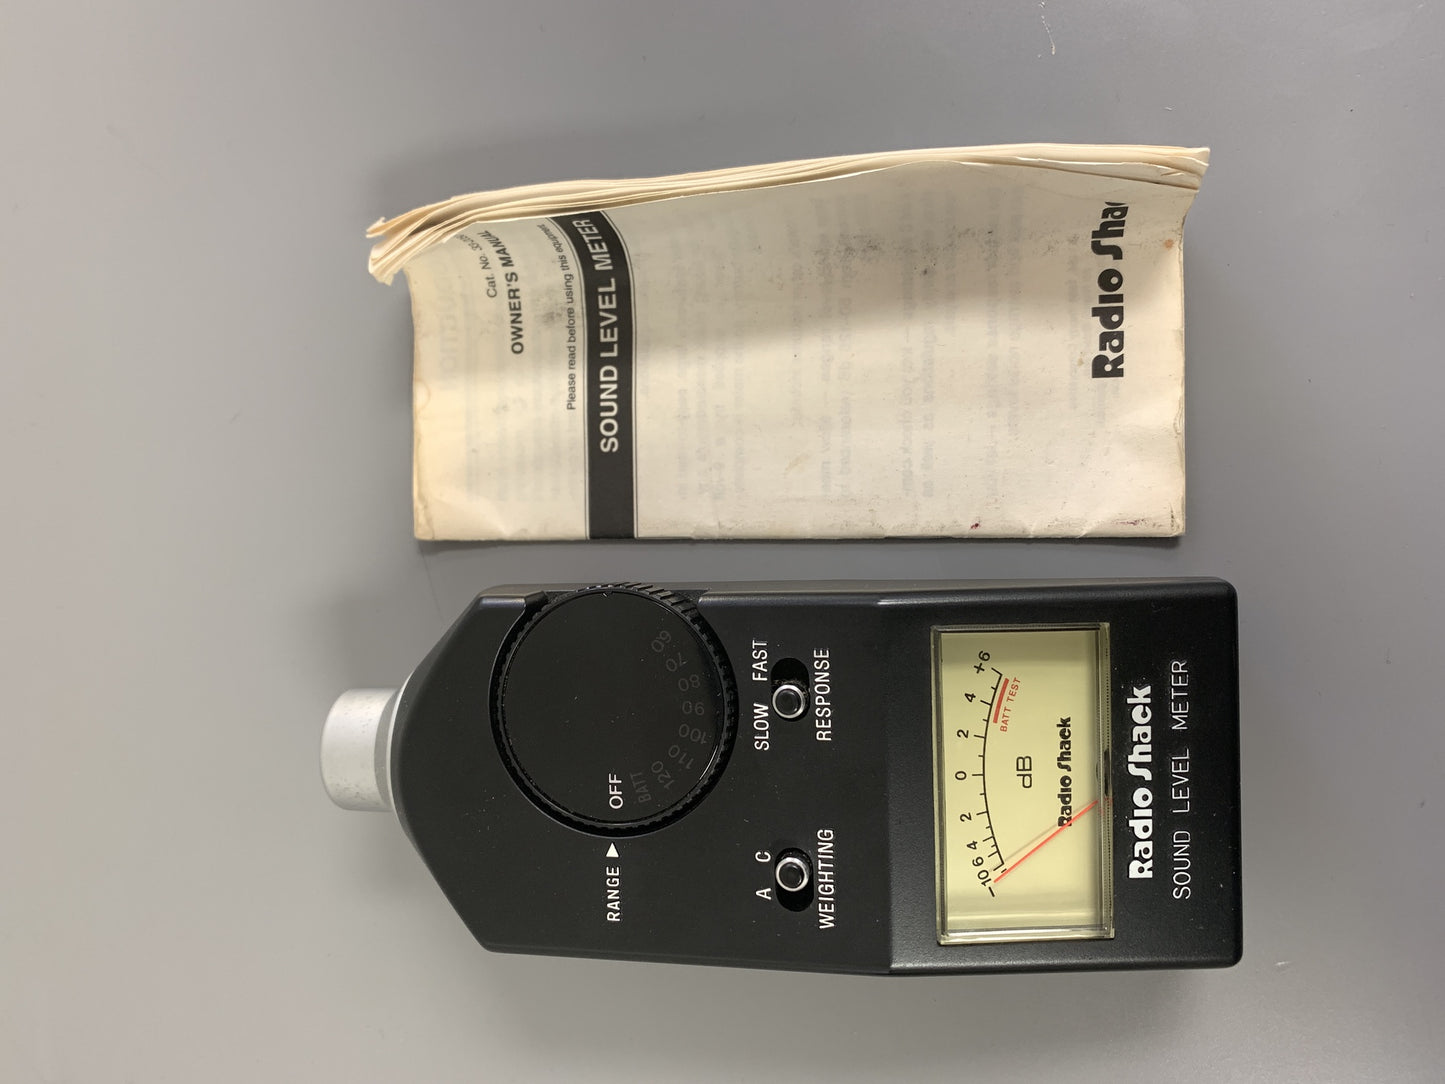 Cat. No.
OWNER'S MANUAL
Please read before using this equipment
SOUND LEVEL METER
Radio Sha
RANGE
OFF
BATT
120
110
100
90
80
70
60
A C
WEIGHTING
SLOW FAST
RESPONSE
-10 6 4 2 0 2 4 +6
BATT TEST
dB
Radio Shack
Radio Shack
SOUND LEVEL METER